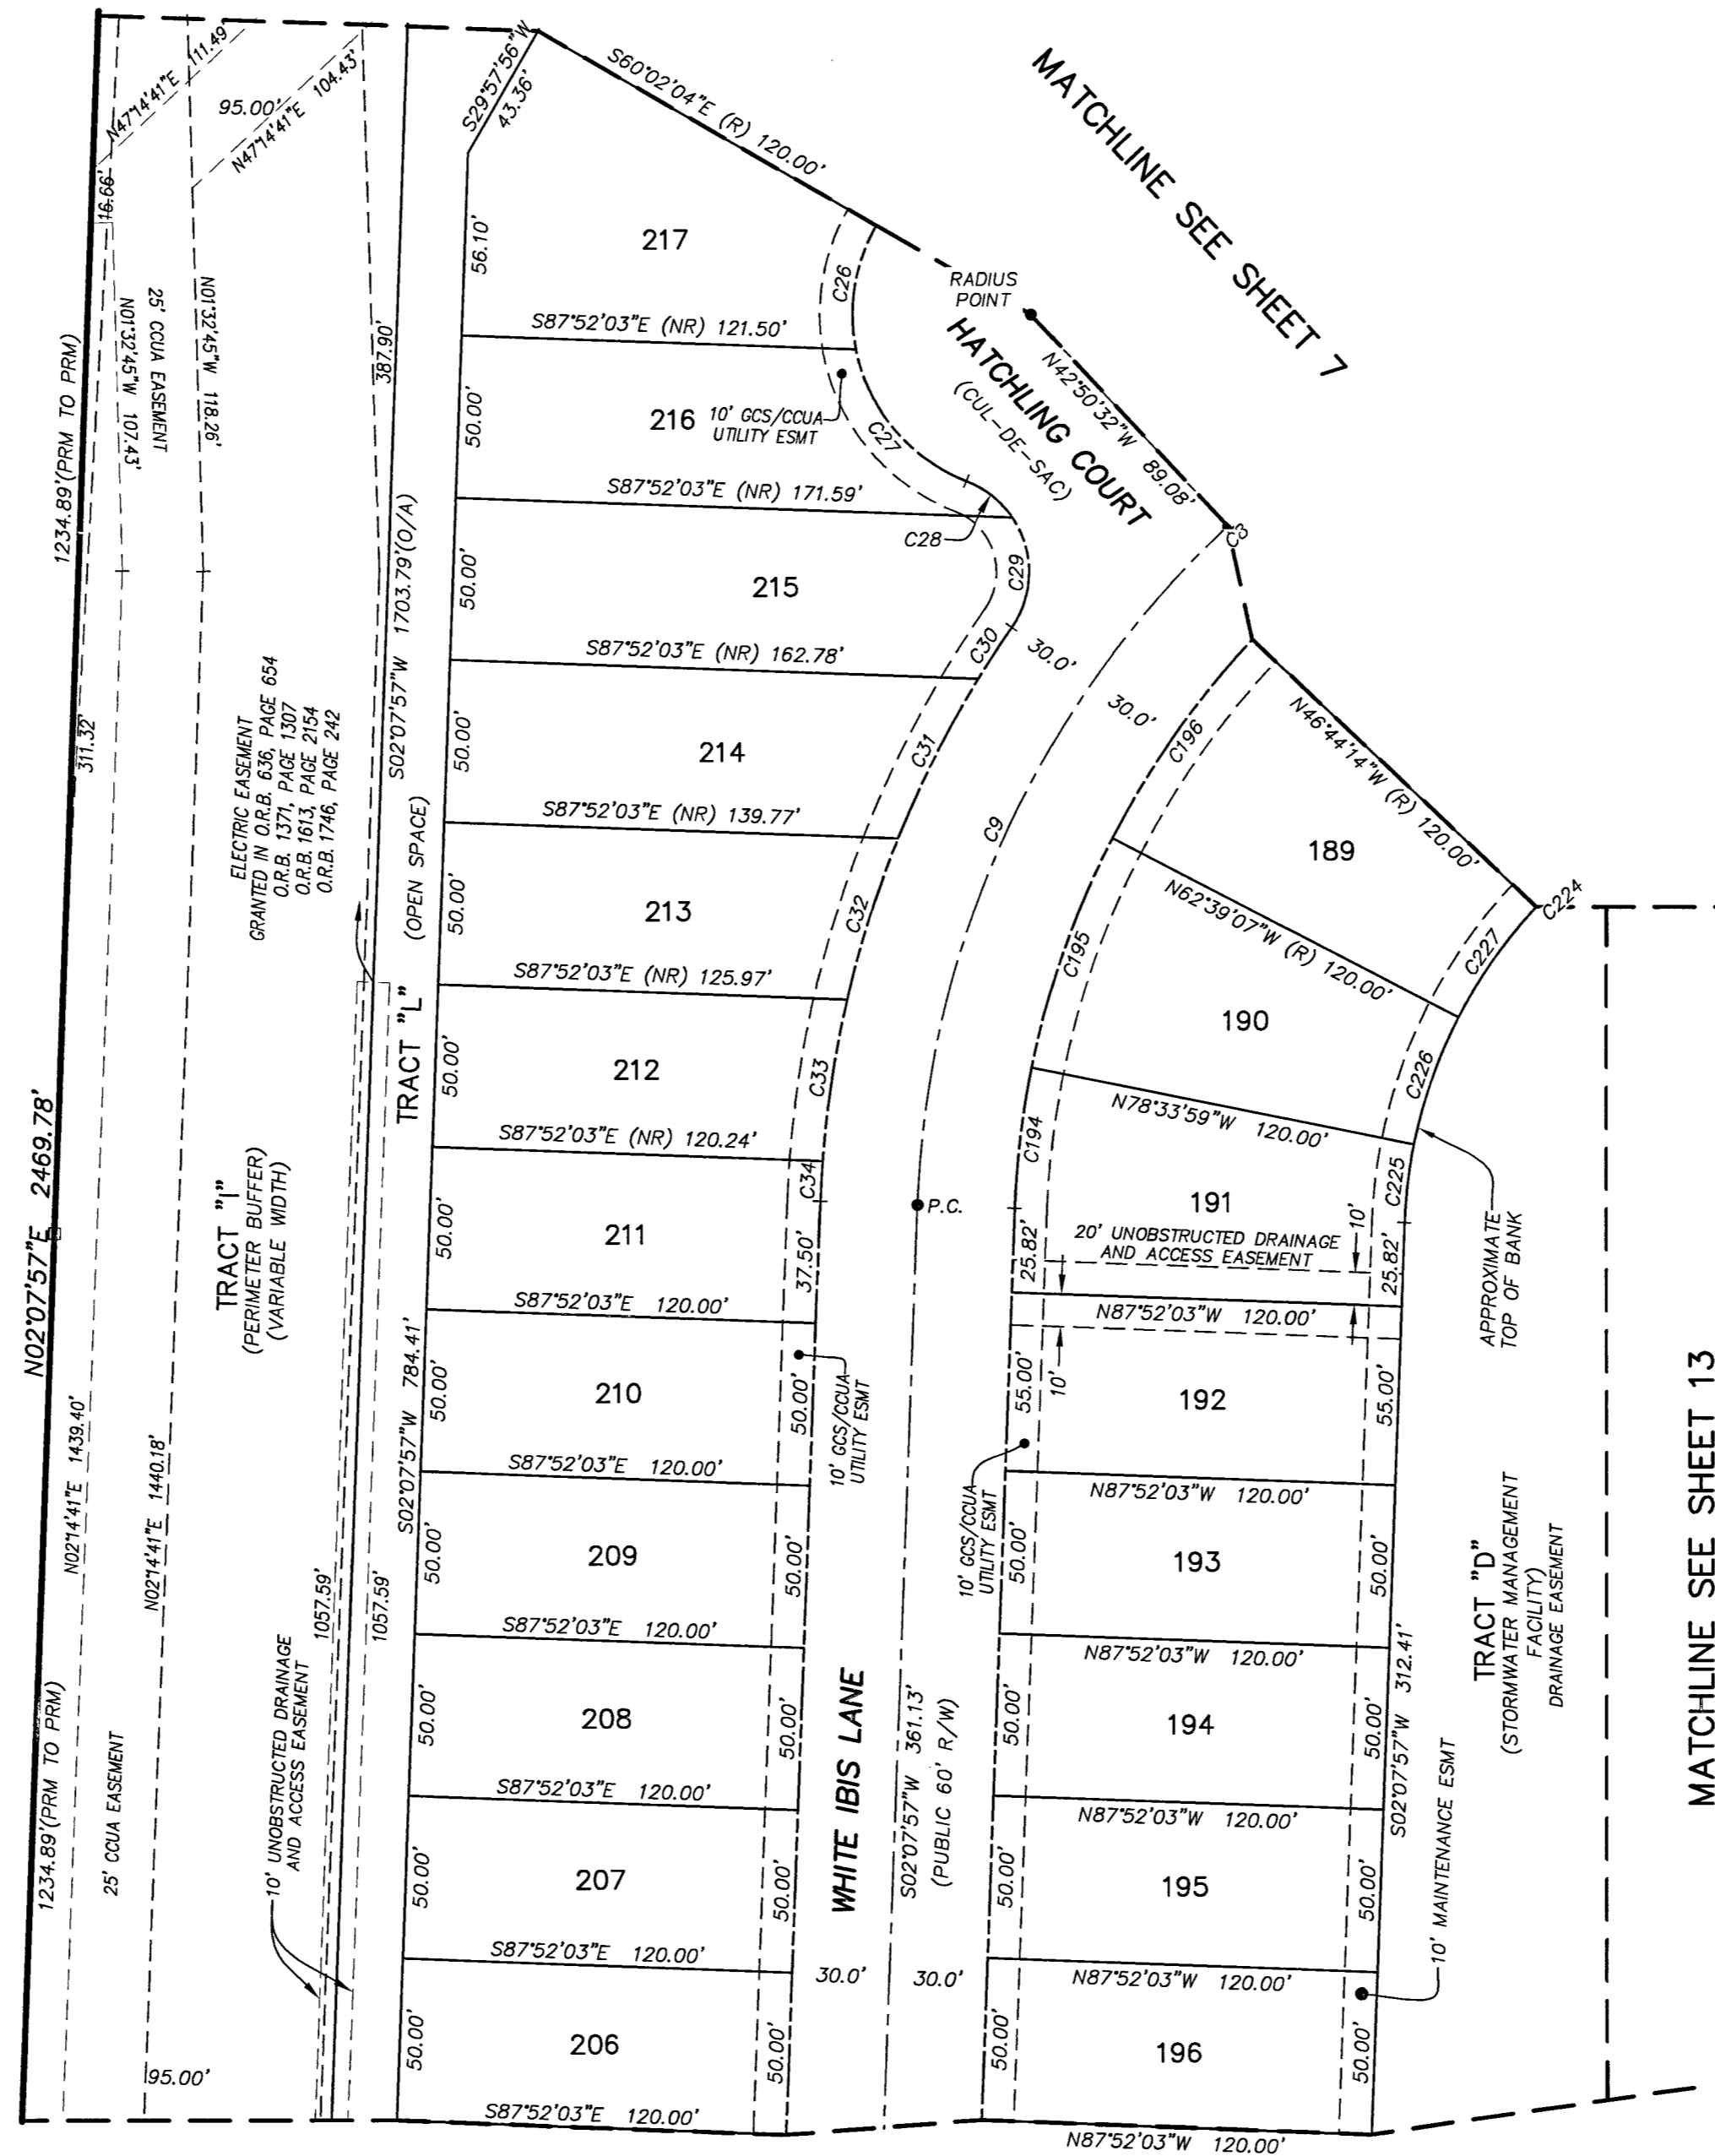 MATCHLINE SEE SHEET 7
N47°14'41"E 111.49'
95.00'
N47°14'41"E 104.43'
S29°57'56"W
43.36'
S60°02'04"E (R) 120.00'
16.66'
56.10'
217
C26
RADIUS
POINT
HATCHLING COURT
(CUL-DE-SAC)
N42°50'32"W 89.08'
C3
1234.89'(PRM TO PRM)
N01°32'45"W 107.43'
25' CCUA EASEMENT
N01°32'45"W 118.26'
387.90'
S87°52'03"E (NR) 121.50'
50.00'
216
10' GCS/CCUA
UTILITY ESMT
C27
S87°52'03"E (NR) 171.59'
C28
C29
50.00'
215
S87°52'03"E (NR) 162.78'
C30
30.0'
30.0'
311.32'
ELECTRIC EASEMENT
GRANTED IN O.R.B. 636, PAGE 654
O.R.B. 1371, PAGE 1307
O.R.B. 1613, PAGE 2154
O.R.B. 1746, PAGE 242
S02°07'57"W 1703.79'(O/A)
50.00'
214
C31
S87°52'03"E (NR) 139.77'
C9
C196
N46°44'14"W (R) 120.00'
189
C224
C227
TRACT "L"
(OPEN SPACE)
50.00'
213
C32
S87°52'03"E (NR) 125.97'
C195
N62°39'07"W (R) 120.00'
190
C226
50.00'
212
C33
S87°52'03"E (NR) 120.24'
C194
N78°33'59"W 120.00'
C225
N02°07'57"E 2469.78'
TRACT "I"
(PERIMETER BUFFER)
(VARIABLE WIDTH)
50.00'
211
C34
37.50'
P.C.
191
20' UNOBSTRUCTED DRAINAGE
AND ACCESS EASEMENT
25.82'
10'
25.82'
APPROXIMATE
TOP OF BANK
S87°52'03"E 120.00'
N87°52'03"W 120.00'
S02°07'57"W 784.41'
50.00'
210
50.00'
10' GCS/CCUA
UTILITY ESMT
55.00'
10'
192
55.00'
MATCHLINE SEE SHEET 13
N02°14'41"E 1439.40'
N02°14'41"E 1440.18'
S87°52'03"E 120.00'
N87°52'03"W 120.00'
10' GCS/CCUA
UTILITY ESMT
50.00'
209
50.00'
50.00'
193
50.00'
TRACT "D"
(STORMWATER MANAGEMENT
FACILITY)
DRAINAGE EASEMENT
1057.59'
1057.59'
S87°52'03"E 120.00'
N87°52'03"W 120.00'
S02°07'57"W 312.41'
1234.89'(PRM TO PRM)
25' CCUA EASEMENT
10' UNOBSTRUCTED DRAINAGE
AND ACCESS EASEMENT
50.00'
208
50.00'
WHITE IBIS LANE
S02°07'57"W 361.13'
(PUBLIC 60' R/W)
50.00'
194
50.00'
S87°52'03"E 120.00'
N87°52'03"W 120.00'
50.00'
207
50.00'
50.00'
195
50.00'
10' MAINTENANCE ESMT
S87°52'03"E 120.00'
30.0'
30.0'
N87°52'03"W 120.00'
95.00'
50.00'
206
50.00'
50.00'
196
50.00'
S87°52'03"E 120.00'
N87°52'03"W 120.00'